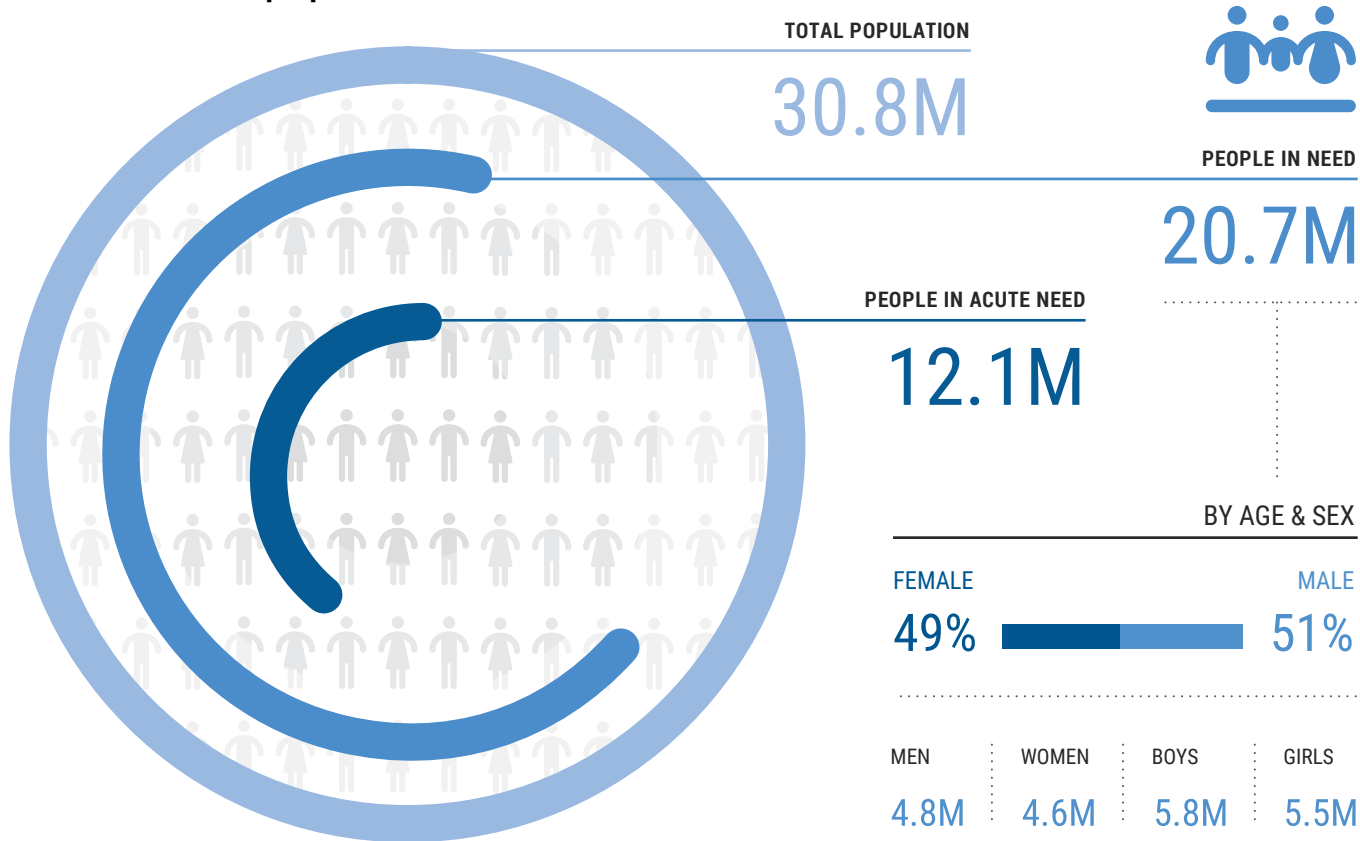 TOTAL POPULATION
30.8M
PEOPLE IN NEED
20.7M
PEOPLE IN ACUTE NEED
12.1M
BY AGE & SEX
FEMALE MALE
49% 51%
MEN WOMEN BOYS GIRLS
4.8M 4.6M 5.8M 5.5M